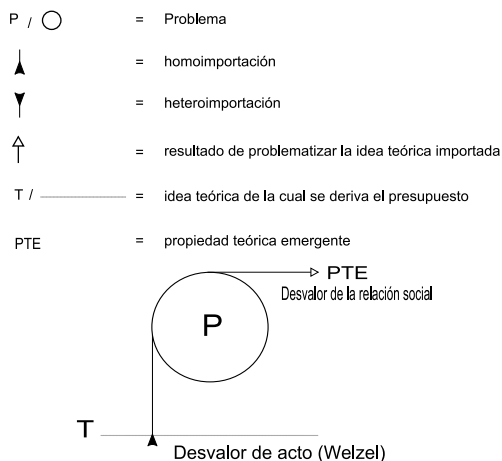 P / = Problema
= homoimportación
= heteroimportación
= resultado de problematizar la idea teórica importada
T / = idea teórica de la cual se deriva el presupuesto
PTE = propiedad teórica emergente
PTE
Desvalor de la relación social
P
T
Desvalor de acto (Welzel)